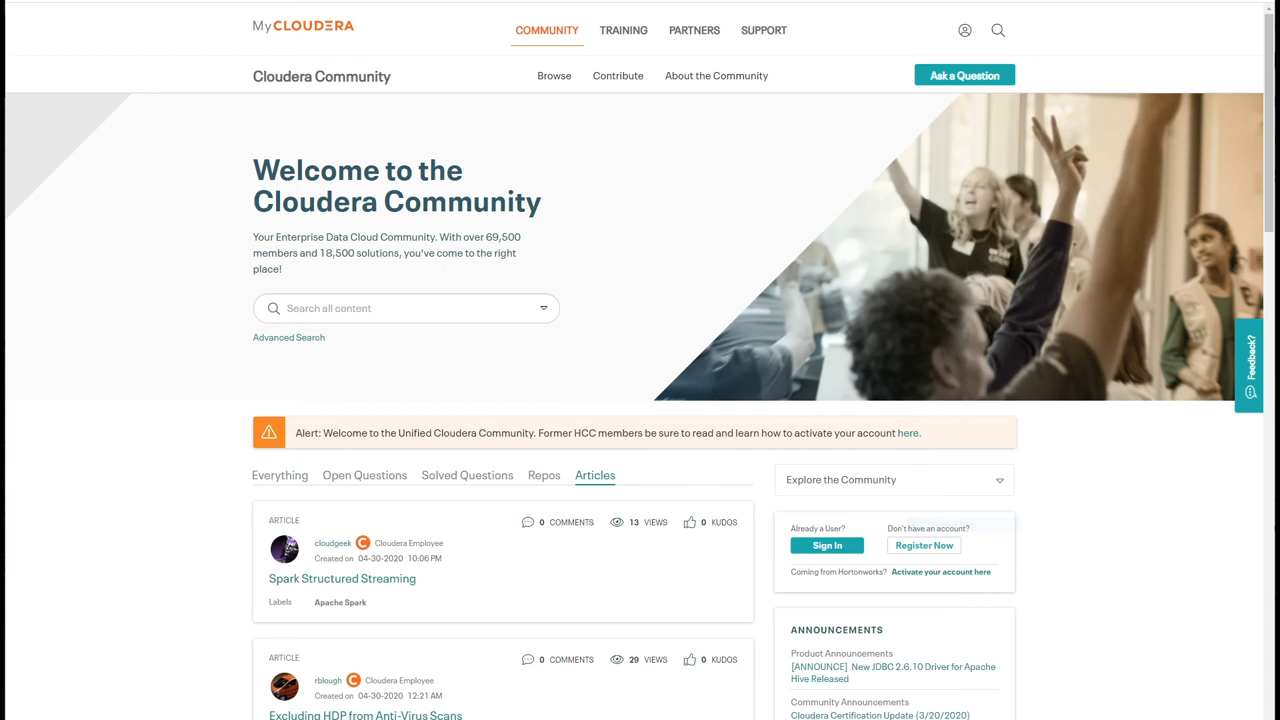 My CLOUDERA
COMMUNITY TRAINING PARTNERS SUPPORT
Cloudera Community
Browse Contribute About the Community
Ask a Question
Welcome to the
Cloudera Community
Your Enterprise Data Cloud Community. With over 69,500
members and 18,500 solutions, you've come to the right
place!
Search all content
Advanced Search
Feedback?
Alert: Welcome to the Unified Cloudera Community. Former HCC members be sure to read and learn how to activate your account here.
Everything Open Questions Solved Questions Repos Articles
ARTICLE
0 COMMENTS 13 VIEWS 0 KUDOS
cloudgeek C Cloudera Employee
Created on 04-30-2020 10:06 PM
Spark Structured Streaming
Labels Apache Spark
ARTICLE
0 COMMENTS 29 VIEWS 0 KUDOS
rblough C Cloudera Employee
Created on 04-30-2020 12:21 AM
Excluding HDP from Anti-Virus Scans
Explore the Community
Already a User? Don't have an account?
Sign In Register Now
Coming from Hortonworks? Activate your account here
ANNOUNCEMENTS
Product Announcements
[ANNOUNCE] New JDBC 2.6.10 Driver for Apache
Hive Released
Community Announcements
Cloudera Certification Update (3/20/2020)